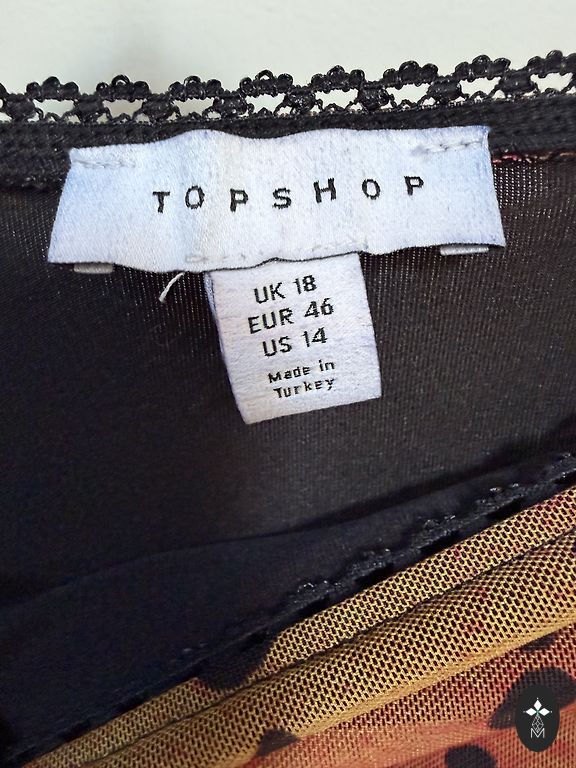 TOPSHOP
UK 18
EUR 46
US 14
Made in
Turkey
M